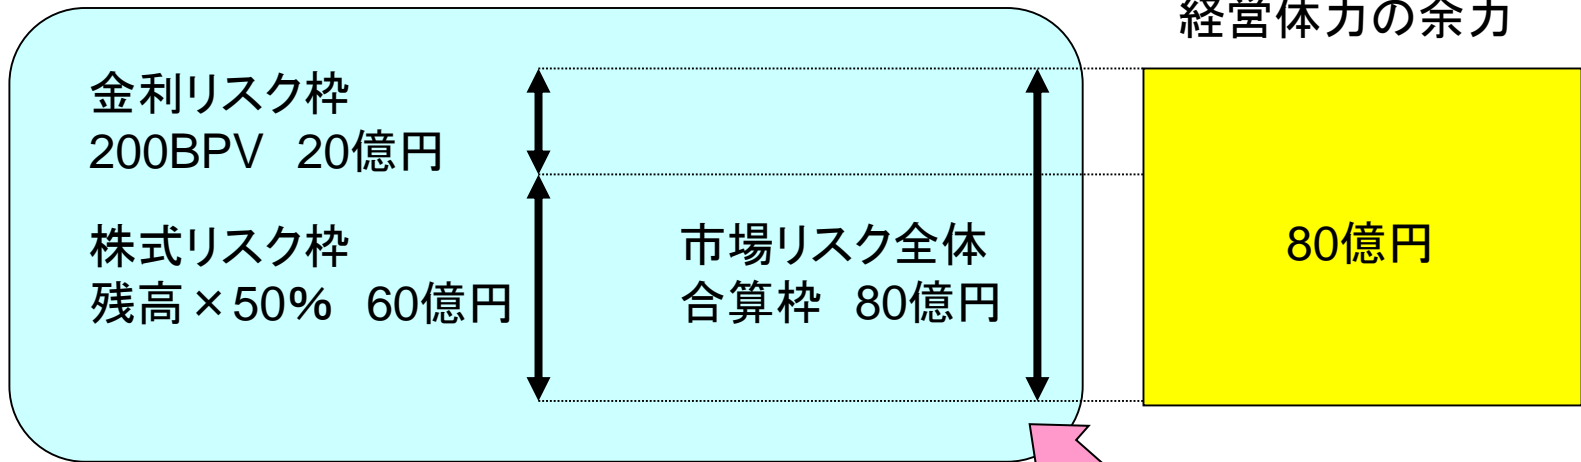 経営体力の余力
金利リスク枠
200BPV 20億円
株式リスク枠
残高×50% 60億円
市場リスク全体
合算枠 80億円
80億円